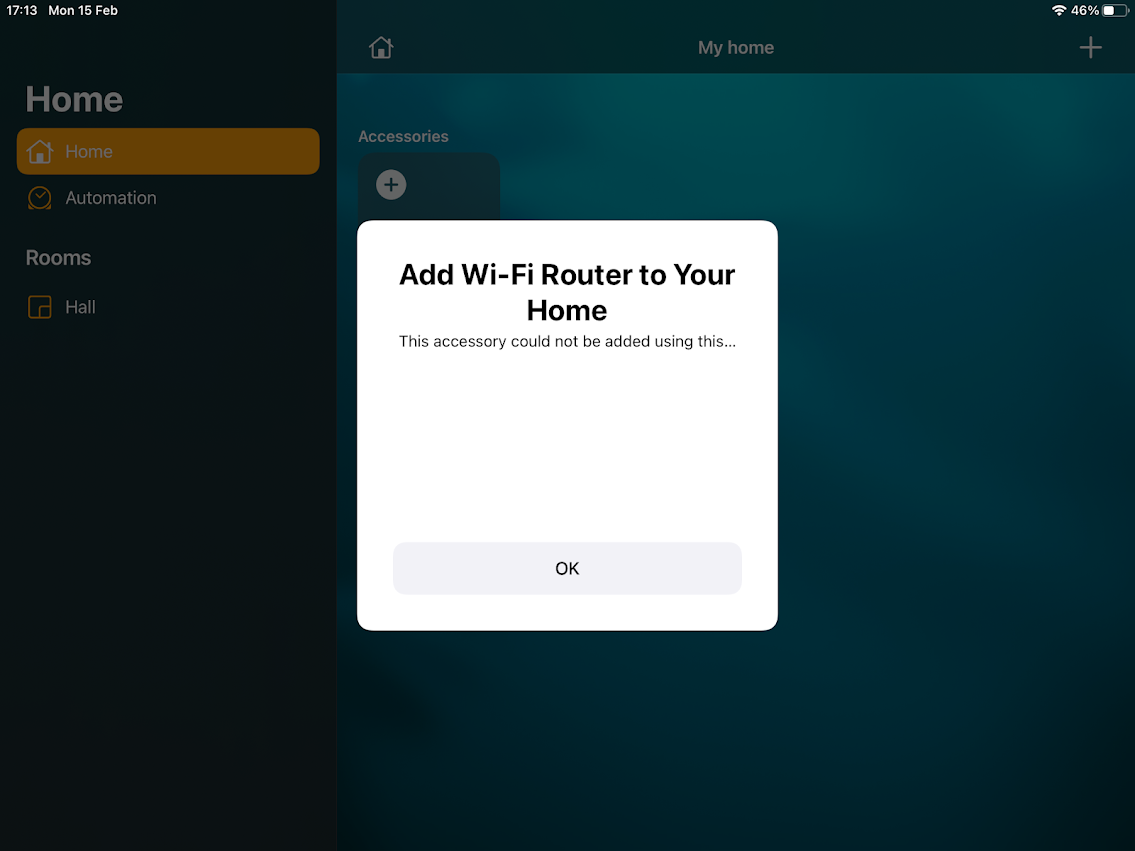 17:13 Mon 15 Feb
46%
Home
Home
Automation
Rooms
Hall
My home
Accessories
Add Wi-Fi Router to Your
Home
This accessory could not be added using this...
OK